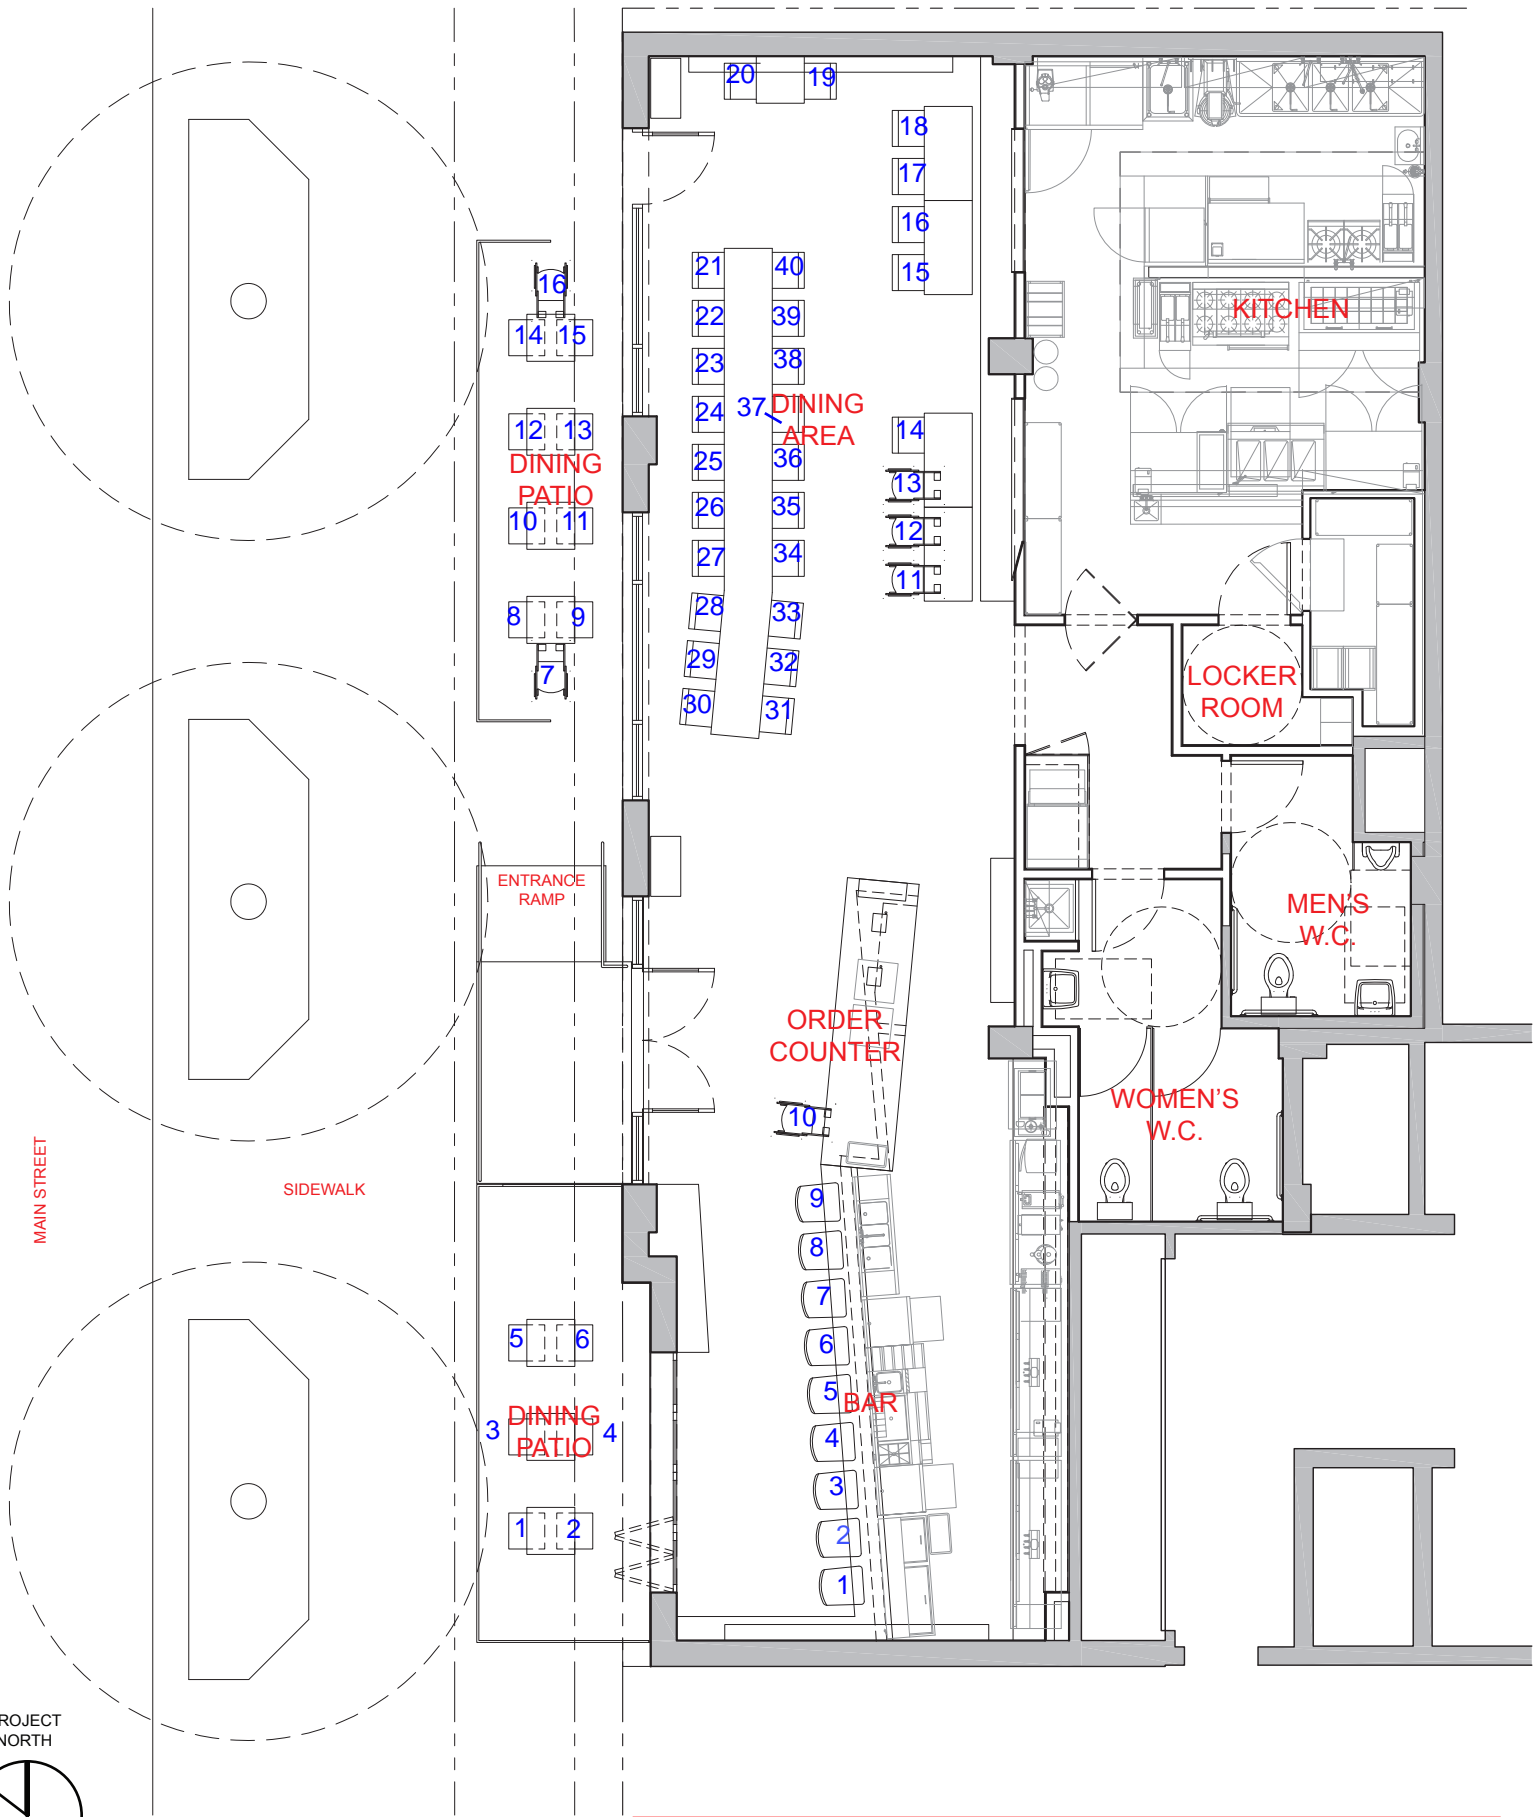 20 19
18
17
16
15
21 40
22 39
23 38
24 37 DINING
AREA
25 36
26 35
27 34
28 33
29 32
30 31
14
13
12
11
KITCHEN
16
14 15
12 13
DINING
PATIO
10 11
8 9
7
LOCKER
ROOM
ENTRANCE
RAMP
MEN'S
W.C.
ORDER
COUNTER
10
WOMEN'S
W.C.
MAIN STREET
SIDEWALK
9
8
7
6
5
BAR
4
3
2
1
5 6
3 DINING 4
PATIO
1 2
ROJECT
NORTH